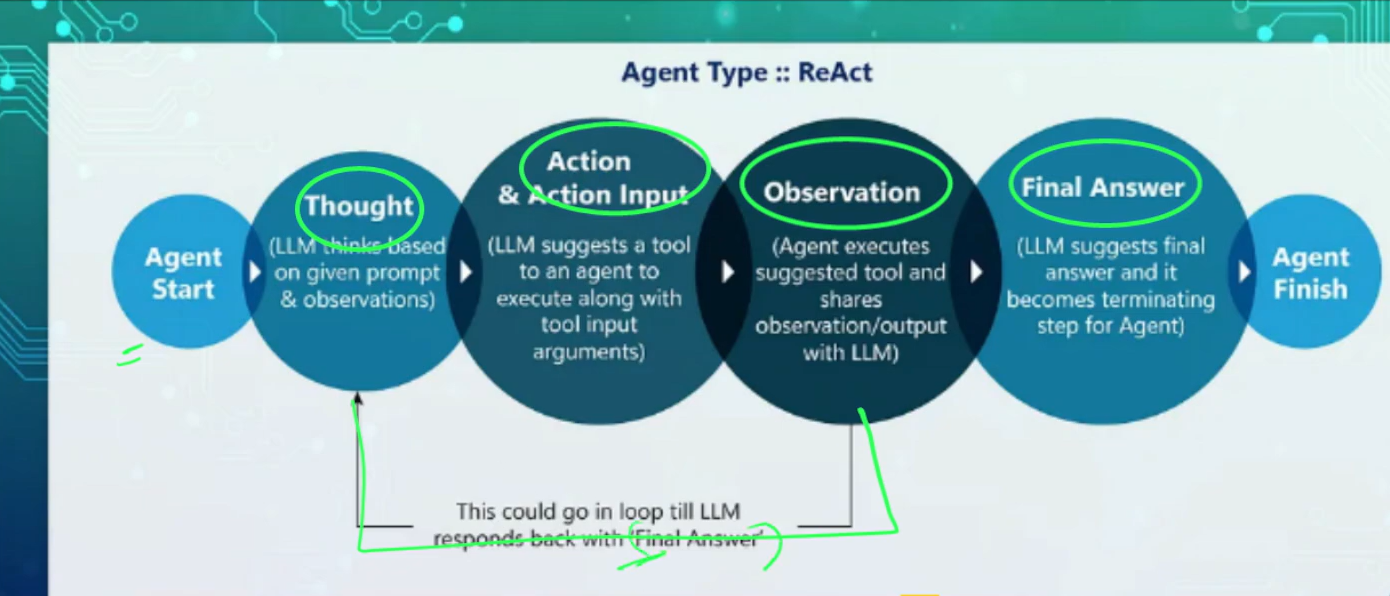 Agent Type :: ReAct
Agent
Start
Thought
(LLM thinks based
on given prompt
& observations)
Action
& Action Input
(LLM suggests a tool
to an agent to
execute along with
tool input
arguments)
Observation
(Agent executes
suggested tool and
shares
observation/output
with LLM)
Final Answer
(LLM suggests final
answer and it
becomes terminating
step for Agent)
Agent
Finish
This could go in loop till LLM
responds back with 'Final Answer'